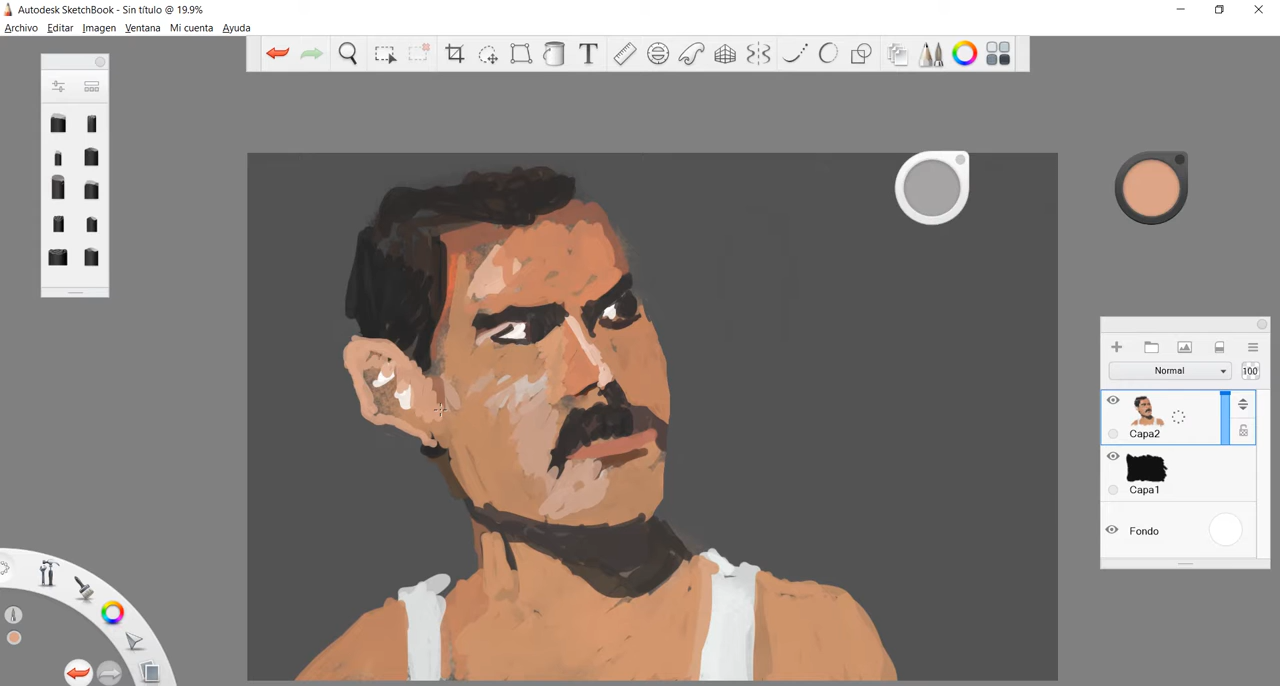 Autodesk SketchBook - Sin título @ 19.9%
Archivo Editar Imagen Ventana Mi cuenta Ayuda
T
Normal 100
Capa2
Capa1
Fondo